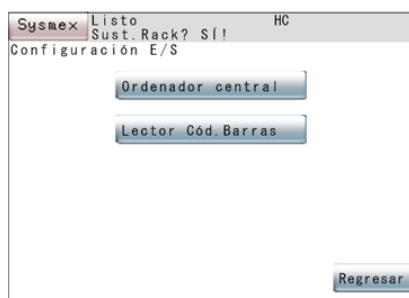 Sysmex Listo HC
Sust.Rack? SÍ!
Configuración E/S
Ordenador central
Lector Cód.Barras
Regresar